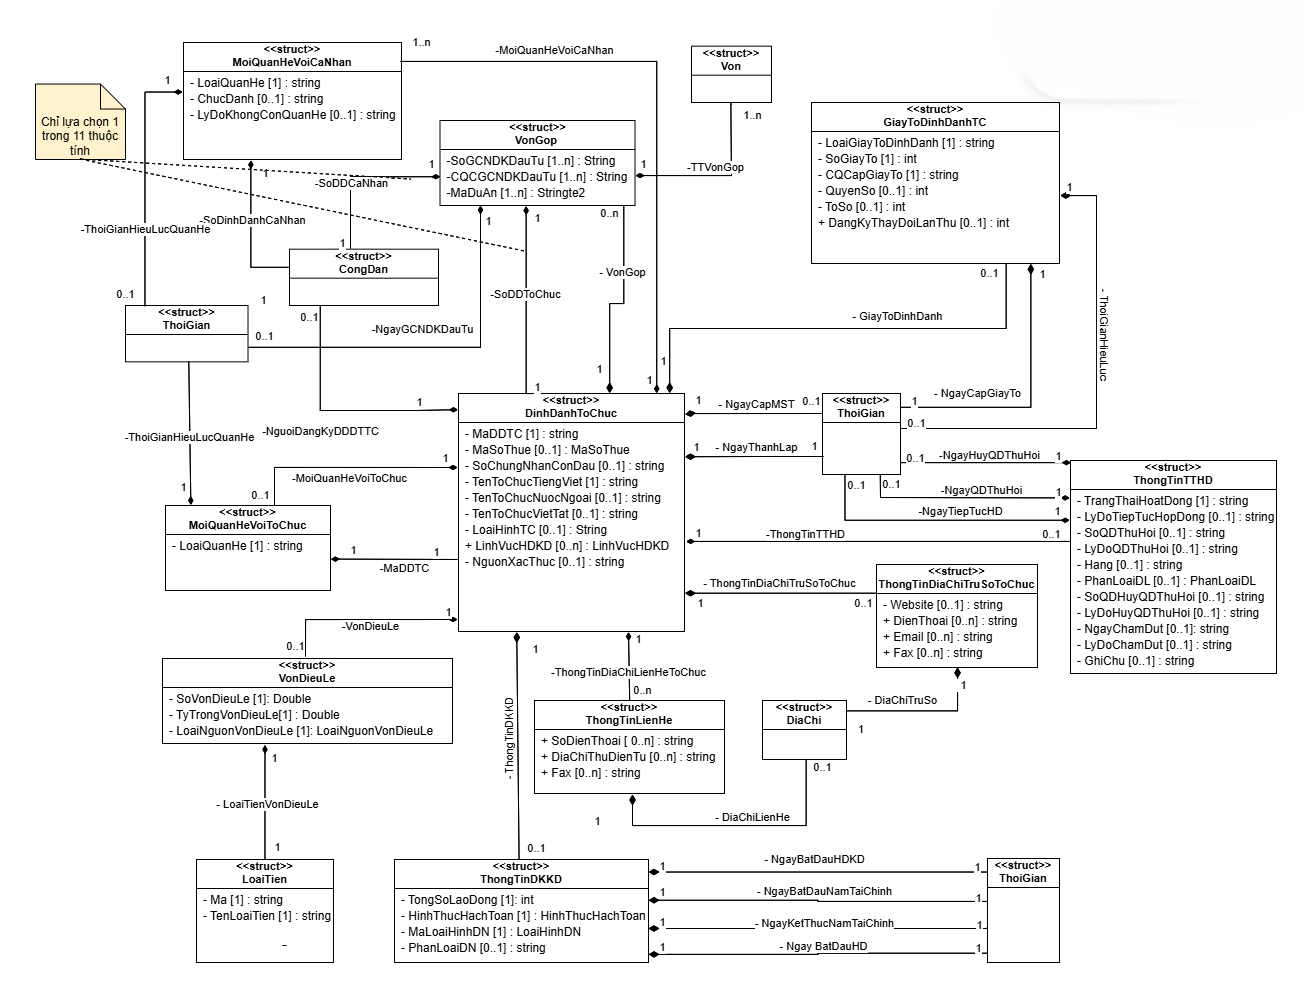 <<struct>>
MoiQuanHeVoiCaNhan
- LoaiQuanHe [1] : string
- ChucDanh [0..1] : string
- LyDoKhongConQuanHe [0..1] : string
1..n
-MoiQuanHeVoiCaNhan
<<struct>>
Von
1..n
1
Chỉ lựa chọn 1
trong 11 thuộc
tính
<<struct>>
VonGop
-SoGCNDKDauTu [1..n] : String
-CQCGCNDKDauTu [1..n] : String
-MaDuAn [1..n] : Stringte2
1
-TTVonGop
1
-SoDDCaNhan
1
<<struct>>
GiayToDinhDanhTC
- LoaiGiayToDinhDanh [1] : string
- SoGiayTo [1] : int
- CQCapGiayTo [1] : string
- QuyenSo [0..1] : int
- ToSo [0..1] : int
+ DangKyThayDoiLanThu [0..1] : int
1
1
0..n
-SoDinhDanhCaNhan
-ThoiGianHieuLucQuanHe
1
1
<<struct>>
CongDan
- VonGop
0..1
1
-SoDDToChuc
- ThoiGianHieuLuc
0..1
1
<<struct>>
ThoiGian
0..1
0..1
-NgayGCNDKDauTu
- GiayToDinhDanh
1
1
1
1
<<struct>>
DinhDanhToChuc
- MaDDTC [1] : string
- MaSoThue [0..1] : MaSoThue
- SoChungNhanConDau [0..1] : string
- TenToChucTiengViet [1] : string
- TenToChucNuocNgoai [0..1] : string
- TenToChucVietTat [0..1] : string
- LoaiHinhTC [0..1] : String
+ LinhVucHDKD [0..n] : LinhVucHDKD
- NguonXacThuc [0..1] : string
1
-NguoiDangKyDDDTTC
-ThoiGianHieuLucQuanHe
1
- NgayCapMST
0..1
<<struct>>
ThoiGian
1
- NgayCapGiayTo
0..1
1
- NgayThanhLap
1
0..1
-NgayHuyQDThuHoi
1
0..1
0..1
-NgayQDThuHoi
1
-NgayTiepTucHD
1
-MoiQuanHeVoiToChuc
1
0..1
1
<<struct>>
MoiQuanHeVoiToChuc
- LoaiQuanHe [1] : string
1
1
-MaDDTC
-ThongTinTTHD
1
0..1
<<struct>>
ThongTinTTHD
- TrangThaiHoatDong [1] : string
- LyDoTiepTucHopDong [0..1] : string
- SoQDThuHoi [0..1] : string
- LyDoQDThuHoi [0..1] : string
- Hang [0..1] : string
- PhanLoaiDL [0..1] : PhanLoaiDL
- SoQDHuyQDThuHoi [0..1] : string
- LyDoHuyQDThuHoi [0..1] : string
- NgayChamDut [0..1]: string
- LyDoChamDut [0..1] : string
- GhiChu [0..1] : string
- ThongTinDiaChiTruSoToChuc
1
0..1
<<struct>>
ThongTinDiaChiTruSoToChuc
- Website [0..1] : string
+ DienThoai [0..n] : string
+ Email [0..n] : string
+ Fax [0..n] : string
1
-VonDieuLe
0..1
<<struct>>
VonDieuLe
- SoVonDieuLe [1]: Double
- TyTrongVonDieuLe[1] : Double
- LoaiNguonVonDieuLe [1]: LoaiNguonVonDieuLe
1
- LoaiTienVonDieuLe
1
1
1
-ThongTinDiaChiLienHeToChuc
0..n
- ThongTinDKKD
<<struct>>
ThongTinLienHe
+ SoDienThoai [ 0..n] : string
+ DiaChiThuDienTu [0..n] : string
+ Fax [0..n] : string
1
<<struct>>
DiaChi
- DiaChiTruSo
1
1
0..1
- DiaChiLienHe
0..1
<<struct>>
LoaiTien
- Ma [1] : string
- TenLoaiTien [1] : string
-
<<struct>>
ThongTinDKKD
- TongSoLaoDong [1]: int
- HinhThucHachToan [1] : HinhThucHachToan
- MaLoaiHinhDN [1] : LoaiHinhDN
- PhanLoaiDN [0..1] : string
1
- NgayBatDauHDKD
1
1
-NgayBatDauNamTaiChinh
1
1
- NgayKetThucNamTaiChinh
1
1
- Ngay BatDauHD
1
<<struct>>
ThoiGian